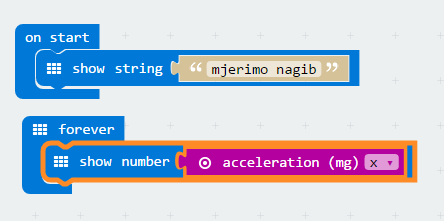 on start
show string “ mjerimo nagib ”
forever
show number acceleration (mg) x